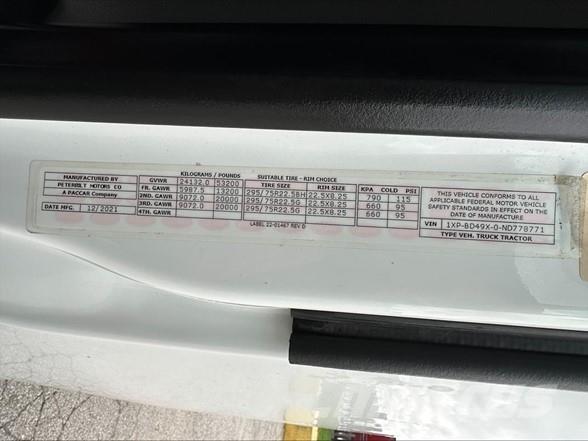 MANUFACTURED BY
PETERBILT MOTORS CO
A PACCAR Company
DATE MFG. 12/2021
KILOGRAMS / POUNDS SUITABLE TIRE - RIM CHOICE
GVWR 24132.0 53200 TIRE SIZE RIM SIZE KPA COLD PSI
FR. GAWR 5987.5 13200 295/75R22.5BH 22.5X8.25 790 115
2ND. GAWR 9072.0 20000 295/75R22.5G 22.5X8.25 660 95
3RD. GAWR 9072.0 20000 295/75R22.5G 22.5X8.25 660 95
4TH. GAWR
LABEL 22-01467 REV D
THIS VEHICLE CONFORMS TO ALL
APPLICABLE FEDERAL MOTOR VEHICLE
SAFETY STANDARDS IN EFFECT ON THE
DATE OF MANUFACTURE
VIN 1XP-BD49X-0-ND778771
TYPE VEH. TRUCK TRACTOR